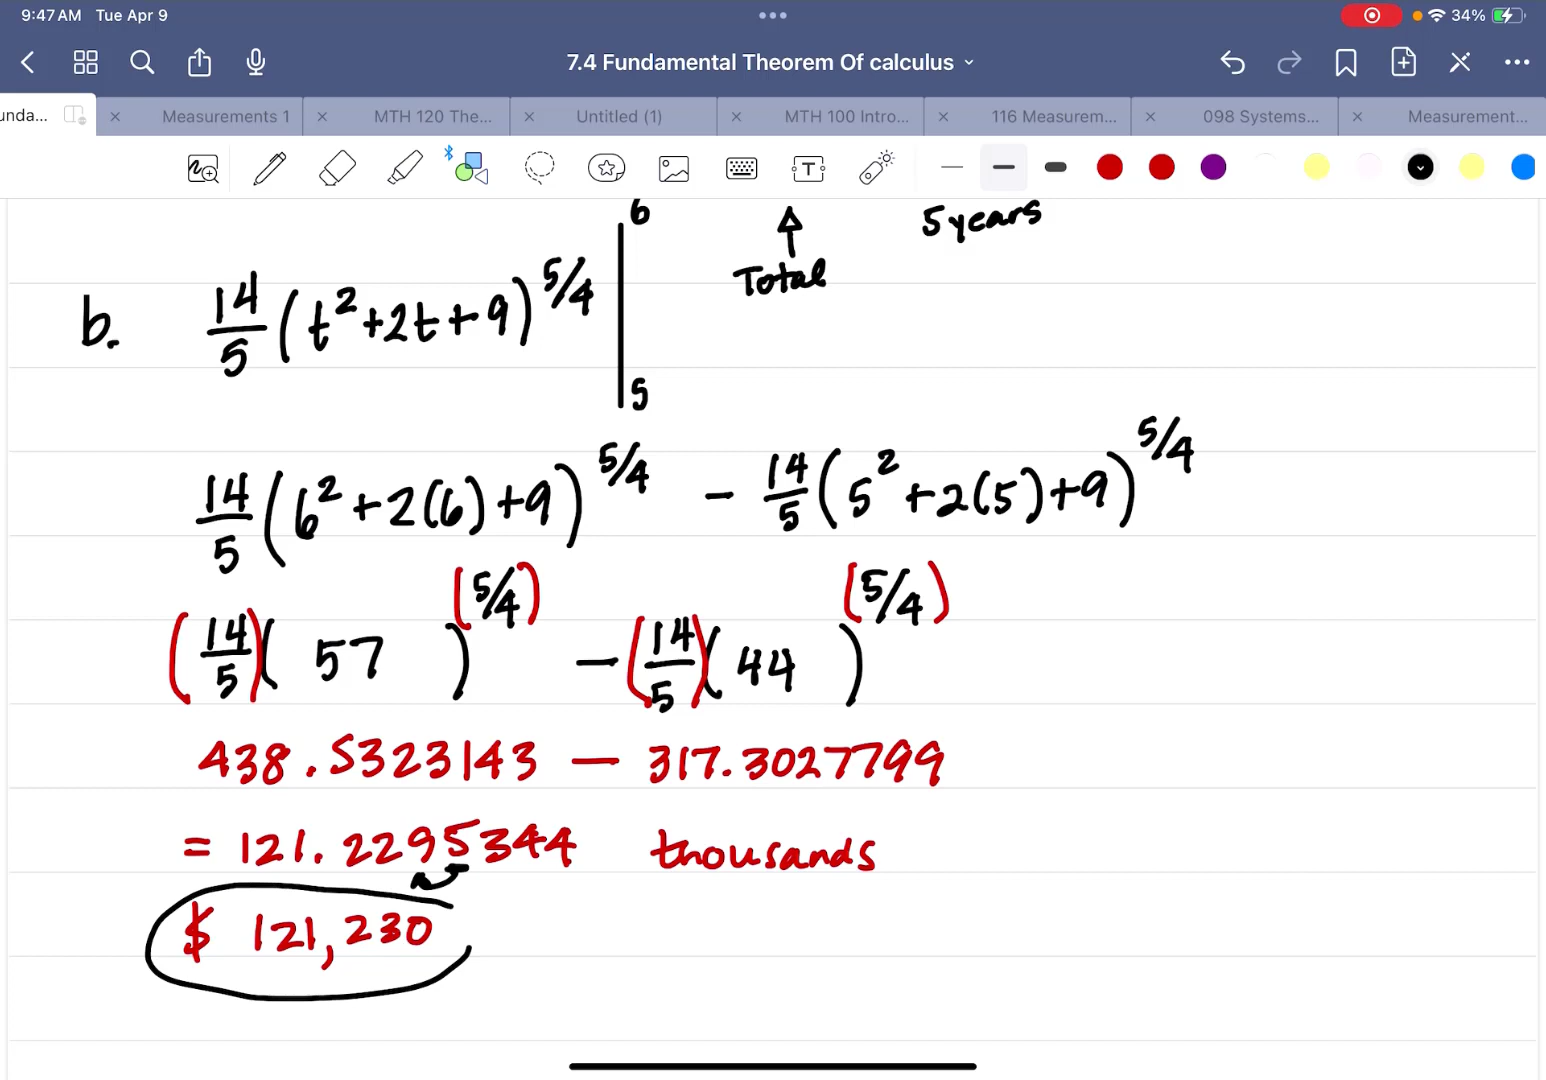 9:47 AM Tue Apr 9
34%
7.4 Fundamental Theorem Of calculus
unda...
Measurements 1
MTH 120 The...
Untitled (1)
MTH 100 Intro...
116 Measurem...
098 Systems...
Measurement...
5 years
Total
b. 14/5 (t²+2t+9)^5/4 | 6 5
14/5 (6²+2(6)+9)^5/4 - 14/5 (5²+2(5)+9)^5/4
(14/5)(57)^(5/4) - (14/5)(44)^(5/4)
438.5323143 - 317.3027799
= 121.2295344 thousands
$ 121,230